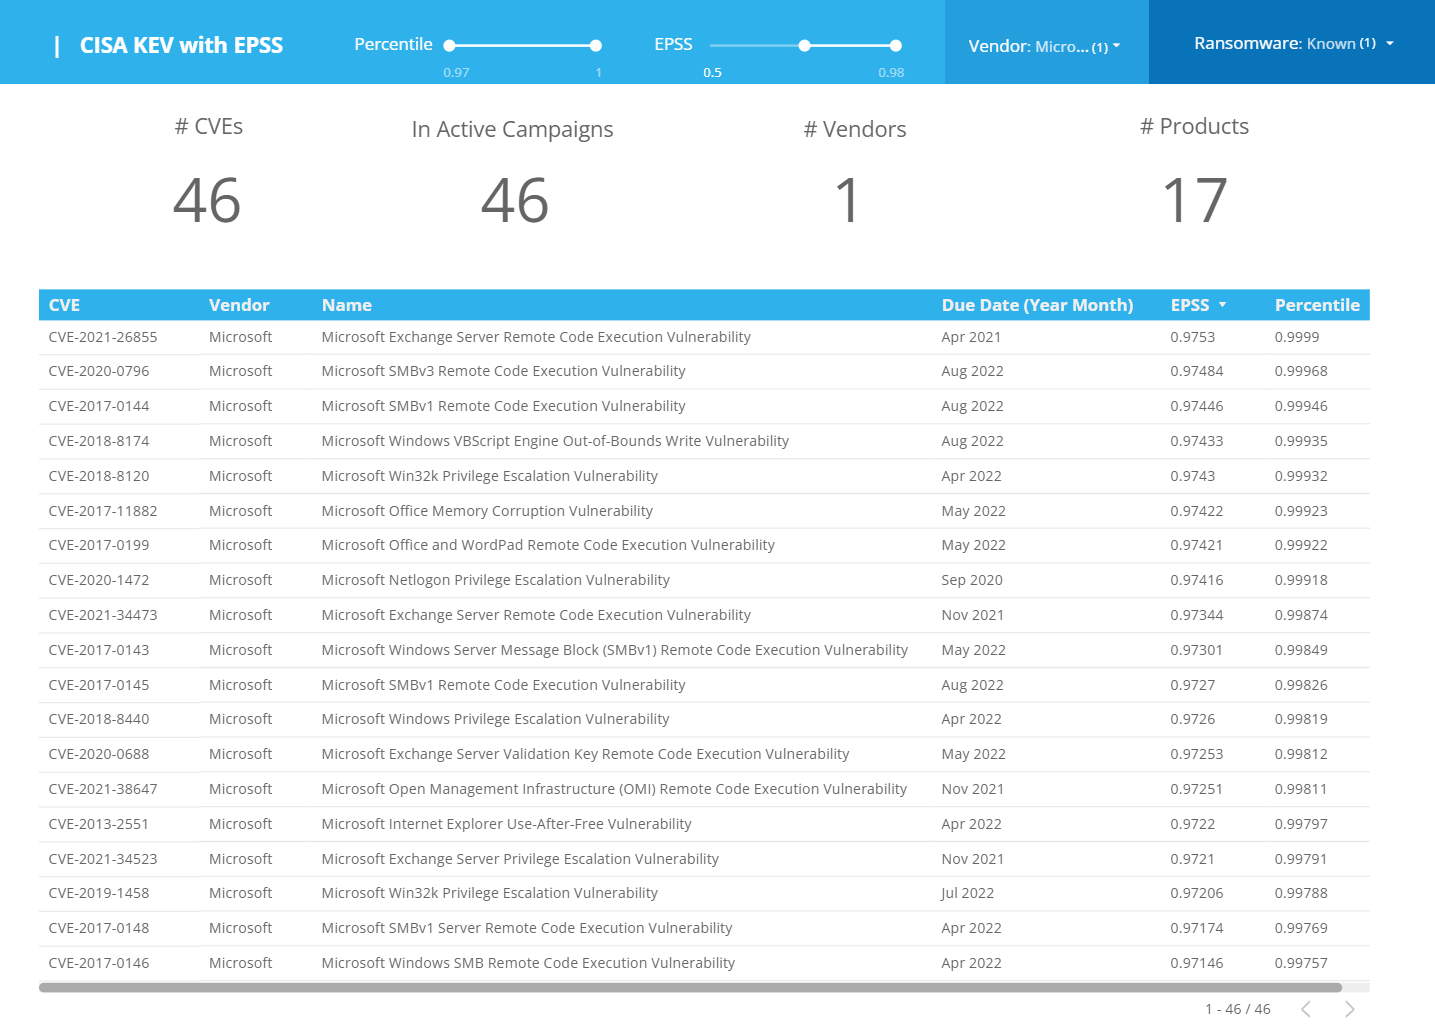 | CISA KEV with EPSS
Percentile
0.97 1
EPSS
0.5 0.98
Vendor: Micro... (1)
Ransomware: Known (1)
# CVEs In Active Campaigns # Vendors # Products
46 46 1 17
CVE Vendor Name Due Date (Year Month) EPSS Percentile
CVE-2021-26855 Microsoft Microsoft Exchange Server Remote Code Execution Vulnerability Apr 2021 0.9753 0.9999
CVE-2020-0796 Microsoft Microsoft SMBv3 Remote Code Execution Vulnerability Aug 2022 0.97484 0.99968
CVE-2017-0144 Microsoft Microsoft SMBv1 Remote Code Execution Vulnerability Aug 2022 0.97446 0.99946
CVE-2018-8174 Microsoft Microsoft Windows VBScript Engine Out-of-Bounds Write Vulnerability Aug 2022 0.97433 0.99935
CVE-2018-8120 Microsoft Microsoft Win32k Privilege Escalation Vulnerability Apr 2022 0.9743 0.99932
CVE-2017-11882 Microsoft Microsoft Office Memory Corruption Vulnerability May 2022 0.97422 0.99923
CVE-2017-0199 Microsoft Microsoft Office and WordPad Remote Code Execution Vulnerability May 2022 0.97421 0.99922
CVE-2020-1472 Microsoft Microsoft Netlogon Privilege Escalation Vulnerability Sep 2020 0.97416 0.99918
CVE-2021-34473 Microsoft Microsoft Exchange Server Remote Code Execution Vulnerability Nov 2021 0.97344 0.99874
CVE-2017-0143 Microsoft Microsoft Windows Server Message Block (SMBv1) Remote Code Execution Vulnerability May 2022 0.97301 0.99849
CVE-2017-0145 Microsoft Microsoft SMBv1 Remote Code Execution Vulnerability Aug 2022 0.9727 0.99826
CVE-2018-8440 Microsoft Microsoft Windows Privilege Escalation Vulnerability Apr 2022 0.9726 0.99819
CVE-2020-0688 Microsoft Microsoft Exchange Server Validation Key Remote Code Execution Vulnerability May 2022 0.97253 0.99812
CVE-2021-38647 Microsoft Microsoft Open Management Infrastructure (OMI) Remote Code Execution Vulnerability Nov 2021 0.97251 0.99811
CVE-2013-2551 Microsoft Microsoft Internet Explorer Use-After-Free Vulnerability Apr 2022 0.9722 0.99797
CVE-2021-34523 Microsoft Microsoft Exchange Server Privilege Escalation Vulnerability Nov 2021 0.9721 0.99791
CVE-2019-1458 Microsoft Microsoft Win32k Privilege Escalation Vulnerability Jul 2022 0.97206 0.99788
CVE-2017-0148 Microsoft Microsoft SMBv1 Server Remote Code Execution Vulnerability Apr 2022 0.97174 0.99769
CVE-2017-0146 Microsoft Microsoft Windows SMB Remote Code Execution Vulnerability Apr 2022 0.97146 0.99757
1 - 46 / 46